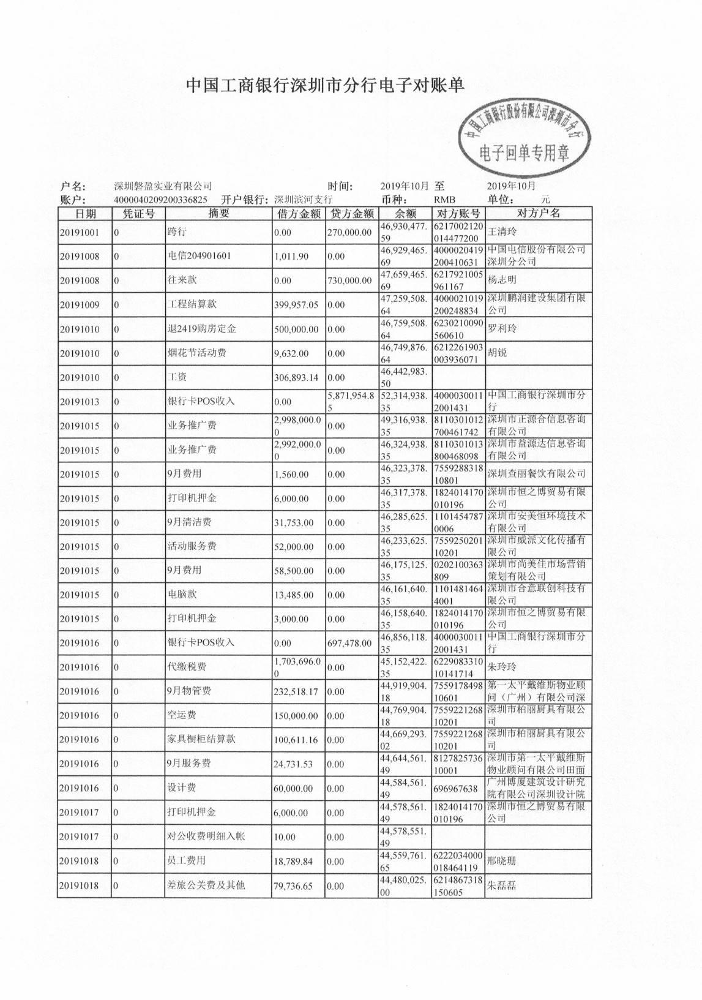 中国工商银行深圳市分行电子对账单
中国工商银行股份有限公司深圳市分行
电子回单专用章
户名: 深圳磐盈实业有限公司 时间: 2019年10月 至 2019年10月
账户: 4000040209200336825 开户银行: 深圳滨河支行 币种: RMB 单位: 元
日期 凭证号 摘要 借方金额 贷方金额 余额 对方账号 对方户名
20191001 0 跨行 0.00 270,000.00 46,930,477.59 6217002120014477200 王清玲
20191008 0 电信204901601 1,011.90 0.00 46,929,465.69 4000020419200410631 中国电信股份有限公司深圳分公司
20191008 0 往来款 0.00 730,000.00 47,659,465.69 6217921005961167 杨志明
20191009 0 工程结算款 399,957.05 0.00 47,259,508.64 4000021019200248834 深圳鹏润建设集团有限公司
20191010 0 退2419购房定金 500,000.00 0.00 46,759,508.64 6230210090560610 罗利玲
20191010 0 烟花节活动费 9,632.00 0.00 46,749,876.64 6212261903003936071 胡锐
20191010 0 工资 306,893.14 0.00 46,442,983.50
20191013 0 银行卡POS收入 0.00 5,871,954.85 52,314,938.35 40000300112001431 中国工商银行深圳市分行
20191015 0 业务推广费 2,998,000.00 0.00 49,316,938.35 8110301012700461742 深圳市正源合信息咨询有限公司
20191015 0 业务推广费 2,992,000.00 0.00 46,324,938.35 8110301013800468098 深圳市益源达信息咨询有限公司
20191015 0 9月费用 1,560.00 0.00 46,323,378.35 755928831810801 深圳查丽餐饮有限公司
20191015 0 打印机押金 6,000.00 0.00 46,317,378.35 1824014170010196 深圳市恒之博贸易有限公司
20191015 0 9月清洁费 31,753.00 0.00 46,285,625.35 11014547870006 深圳市安美恒环境技术有限公司
20191015 0 活动服务费 52,000.00 0.00 46,233,625.35 755925020110201 深圳市威派文化传播有限公司
20191015 0 9月费用 58,500.00 0.00 46,175,125.35 0202100363809 深圳市尚美佳市场营销策划有限公司
20191015 0 电脑款 13,485.00 0.00 46,161,640.35 11014814644001 深圳市合意联创科技有限公司
20191015 0 打印机押金 3,000.00 0.00 46,158,640.35 1824014170010196 深圳市恒之博贸易有限公司
20191016 0 银行卡POS收入 0.00 697,478.00 46,856,118.35 40000300112001431 中国工商银行深圳市分行
20191016 0 代缴税费 1,703,696.00 0.00 45,152,422.35 622908331010141714 朱玲玲
20191016 0 9月物管费 232,518.17 0.00 44,919,904.18 755917849810601 第一太平戴维斯物业顾问（广州）有限公司深
20191016 0 空运费 150,000.00 0.00 44,769,904.18 755922126810201 深圳市柏丽厨具有限公司
20191016 0 家具橱柜结算款 100,611.16 0.00 44,669,293.02 755922126810201 深圳市柏丽厨具有限公司
20191016 0 9月服务费 24,731.53 0.00 44,644,561.49 812782573610001 深圳市第一太平戴维斯物业顾问有限公司田面
20191016 0 设计费 60,000.00 0.00 44,584,561.49 696967638 广州博厦建筑设计研究院有限公司深圳设计院
20191017 0 打印机押金 6,000.00 0.00 44,578,561.49 1824014170010196 深圳市恒之博贸易有限公司
20191017 0 对公收费明细入帐 10.00 0.00 44,578,551.49
20191018 0 员工费用 18,789.84 0.00 44,559,761.65 6222034000018464119 邢晓珊
20191018 0 差旅公关费及其他 79,736.65 0.00 44,480,025.00 6214867318150605 朱磊磊